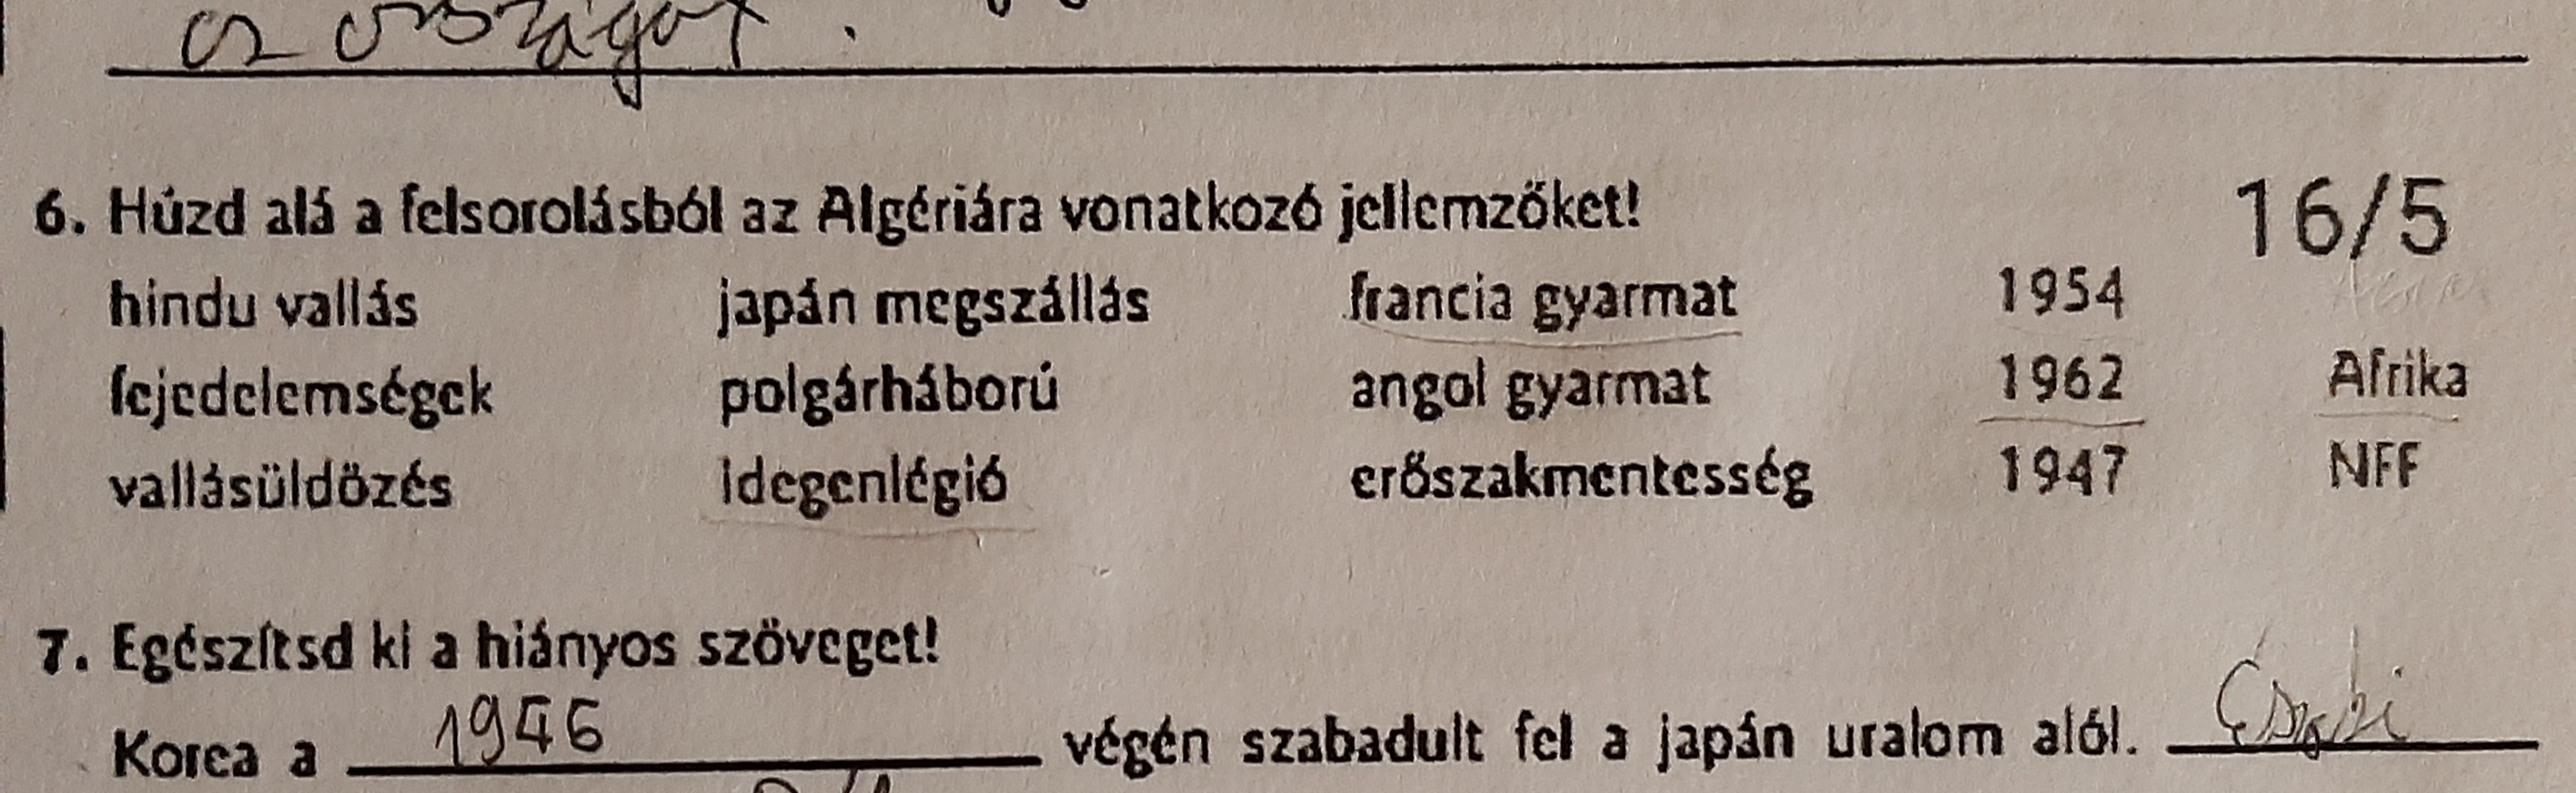 az országot.
6. Húzd alá a felsorolásból az Algériára vonatkozó jellemzőket! 16/5
hindu vallás japán megszállás francia gyarmat 1954
fejedelemségek polgárháború angol gyarmat 1962 Afrika
vallásüldözés idegenlégió erőszakmentesség 1947 NFF
7. Egészítsd ki a hiányos szöveget!
Korea a 1946 végén szabadult fel a japán uralom alól. Északi